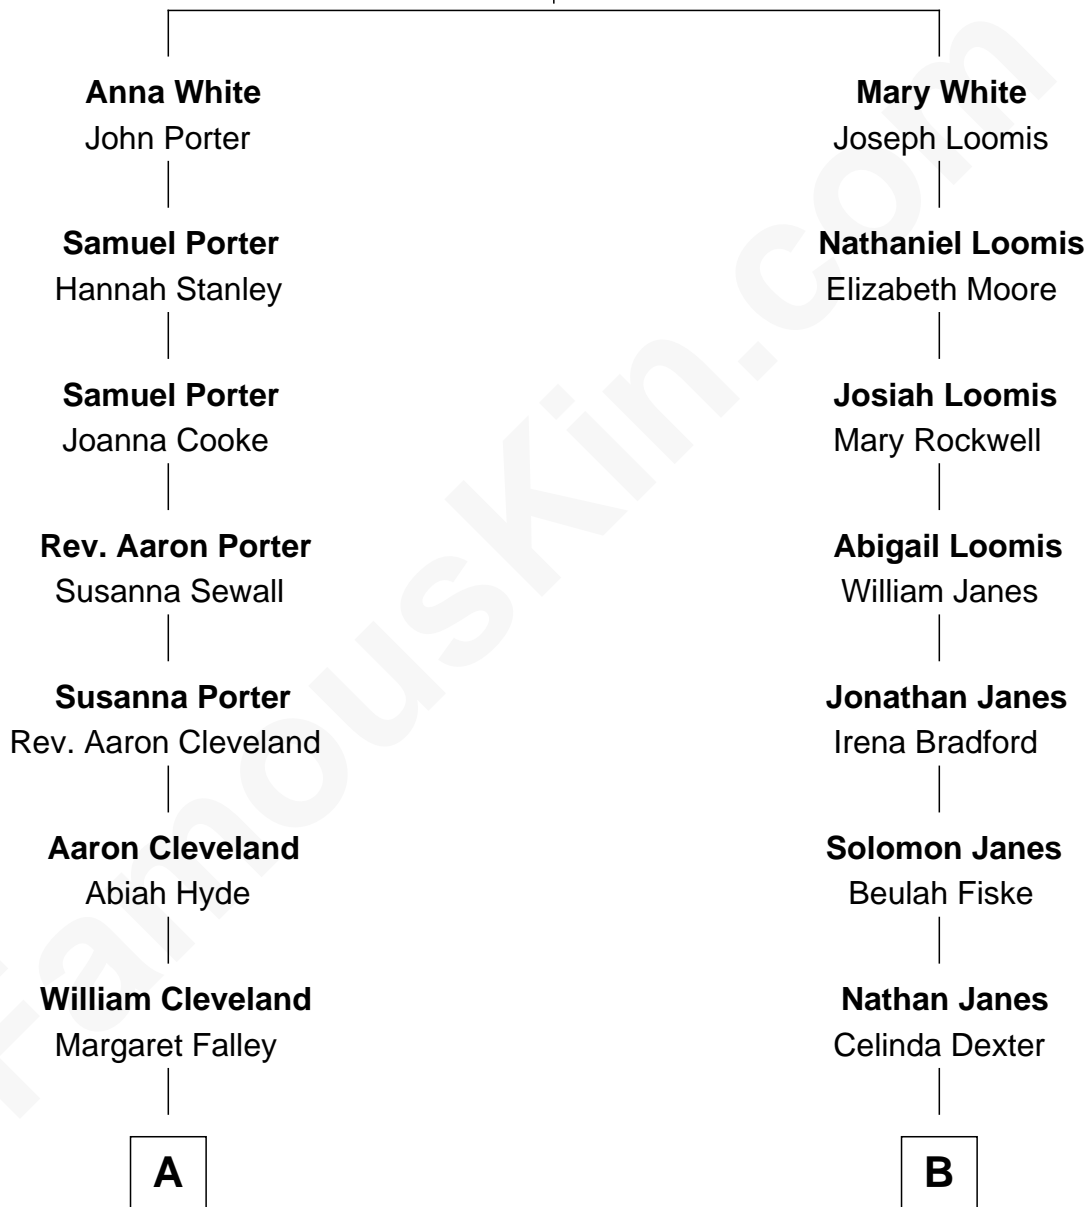 Anna White
John Porter
Mary White
Joseph Loomis
Samuel Porter
Hannah Stanley
Nathaniel Loomis
Elizabeth Moore
Samuel Porter
Joanna Cooke
Josiah Loomis
Mary Rockwell
Rev. Aaron Porter
Susanna Sewall
Abigail Loomis
William Janes
Susanna Porter
Rev. Aaron Cleveland
Jonathan Janes
Irena Bradford
Aaron Cleveland
Abiah Hyde
Solomon Janes
Beulah Fiske
William Cleveland
Margaret Falley
Nathan Janes
Celinda Dexter
A
B
FamousKin.com